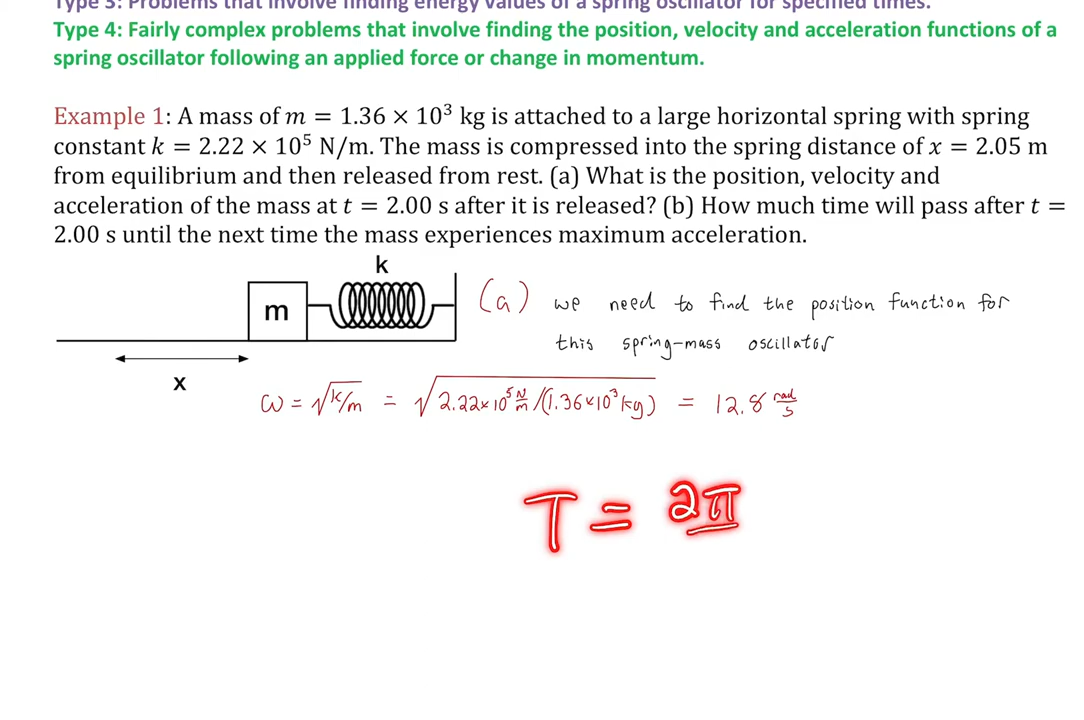 Type 3: Problems that involve finding energy values of a spring oscillator for specified times.
Type 4: Fairly complex problems that involve finding the position, velocity and acceleration functions of a
spring oscillator following an applied force or change in momentum.
Example 1: A mass of m = 1.36 × 10³ kg is attached to a large horizontal spring with spring
constant k = 2.22 × 10⁵ N/m. The mass is compressed into the spring distance of x = 2.05 m
from equilibrium and then released from rest. (a) What is the position, velocity and
acceleration of the mass at t = 2.00 s after it is released? (b) How much time will pass after t =
2.00 s until the next time the mass experiences maximum acceleration.
k
m
x
(a) we need to find the position function for
this spring-mass oscillator
ω = √k/m = √2.22×10⁵ N/m /(1.36×10³ kg) = 12.8 rad/s
T = 2π